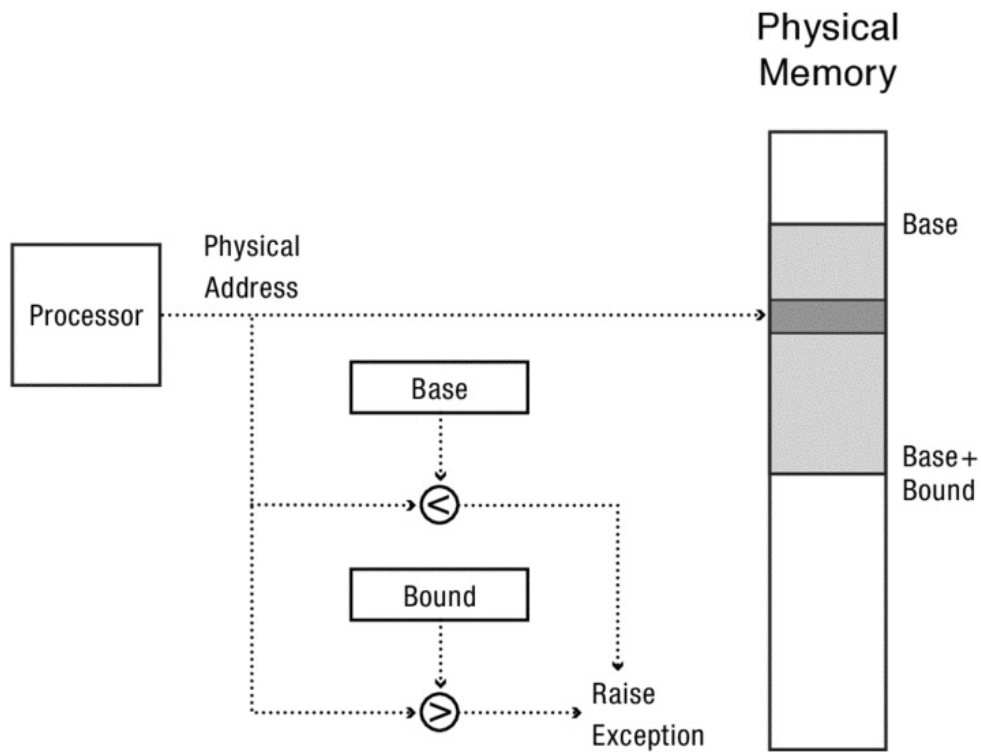 Physical
Memory
Base
Physical
Address
Processor
Base
<
Base+
Bound
Bound
>
Raise
Exception